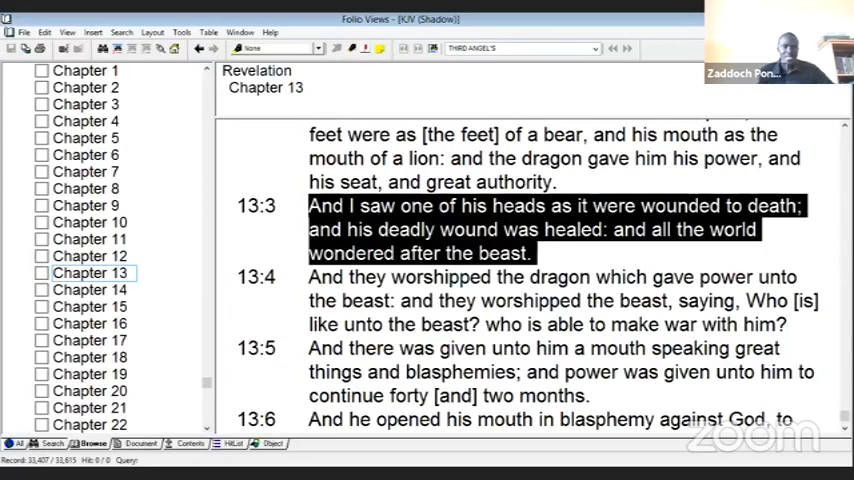 Folio Views - [KJV (Shadow)]
File Edit View Insert Search Layout Tools Table Window Help
None THIRD ANGEL'S
Zaddoch Pon...
Chapter 1
Chapter 2
Chapter 3
Chapter 4
Chapter 5
Chapter 6
Chapter 7
Chapter 8
Chapter 9
Chapter 10
Chapter 11
Chapter 12
Chapter 13
Chapter 14
Chapter 15
Chapter 16
Chapter 17
Chapter 18
Chapter 19
Chapter 20
Chapter 21
Chapter 22
Revelation
Chapter 13
feet were as [the feet] of a bear, and his mouth as the
mouth of a lion: and the dragon gave him his power, and
his seat, and great authority.
13:3 And I saw one of his heads as it were wounded to death;
and his deadly wound was healed: and all the world
wondered after the beast.
13:4 And they worshipped the dragon which gave power unto
the beast: and they worshipped the beast, saying, Who [is]
like unto the beast? who is able to make war with him?
13:5 And there was given unto him a mouth speaking great
things and blasphemies; and power was given unto him to
continue forty [and] two months.
13:6 And he opened his mouth in blasphemy against God, to
zoom
All Search Browse Document Contents HitList Object
Record: 33,407 / 33,615 Hit: 0 / 0 Query: